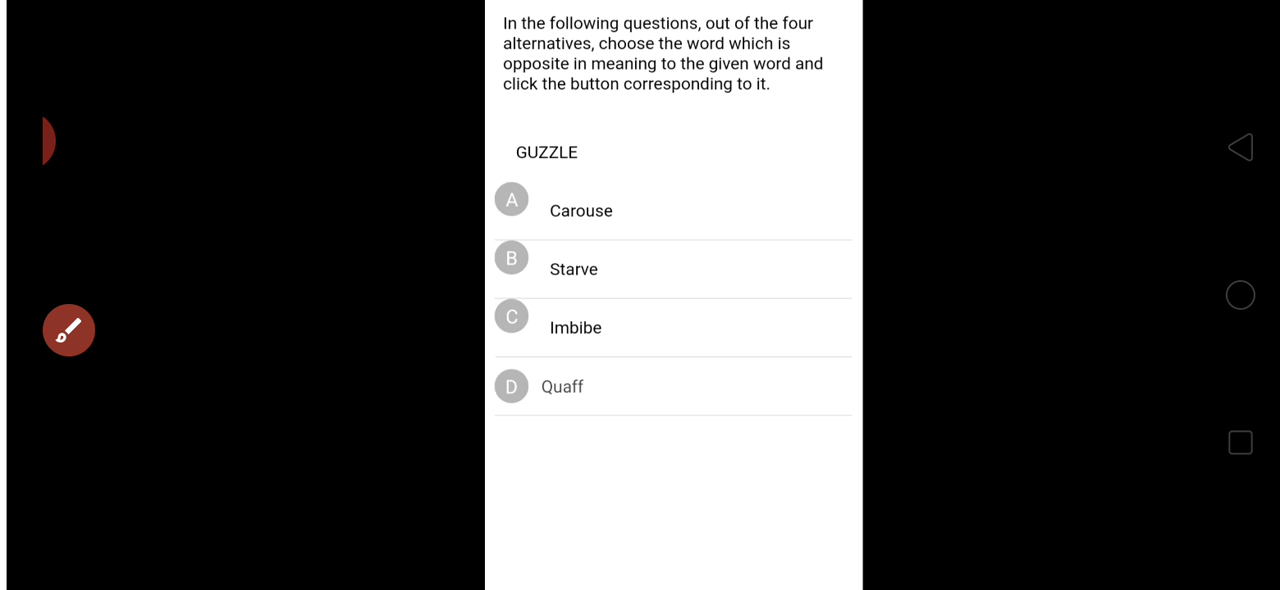 In the following questions, out of the four
alternatives, choose the word which is
opposite in meaning to the given word and
click the button corresponding to it.
GUZZLE
A Carouse
B Starve
C Imbibe
D Quaff